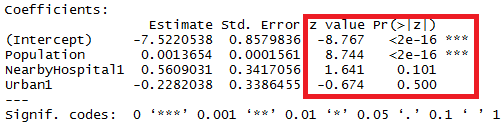 Coefficients:
Estimate Std. Error z value Pr(>|z|)
(Intercept) -7.5220538 0.8579836 -8.767 <2e-16 ***
Population 0.0013654 0.0001561 8.744 <2e-16 ***
NearbyHospital1 0.5609031 0.3417056 1.641 0.101
Urban1 -0.2282038 0.3386455 -0.674 0.500
---
Signif. codes: 0 ‘***’ 0.001 ‘**’ 0.01 ‘*’ 0.05 ‘.’ 0.1 ‘ ’ 1